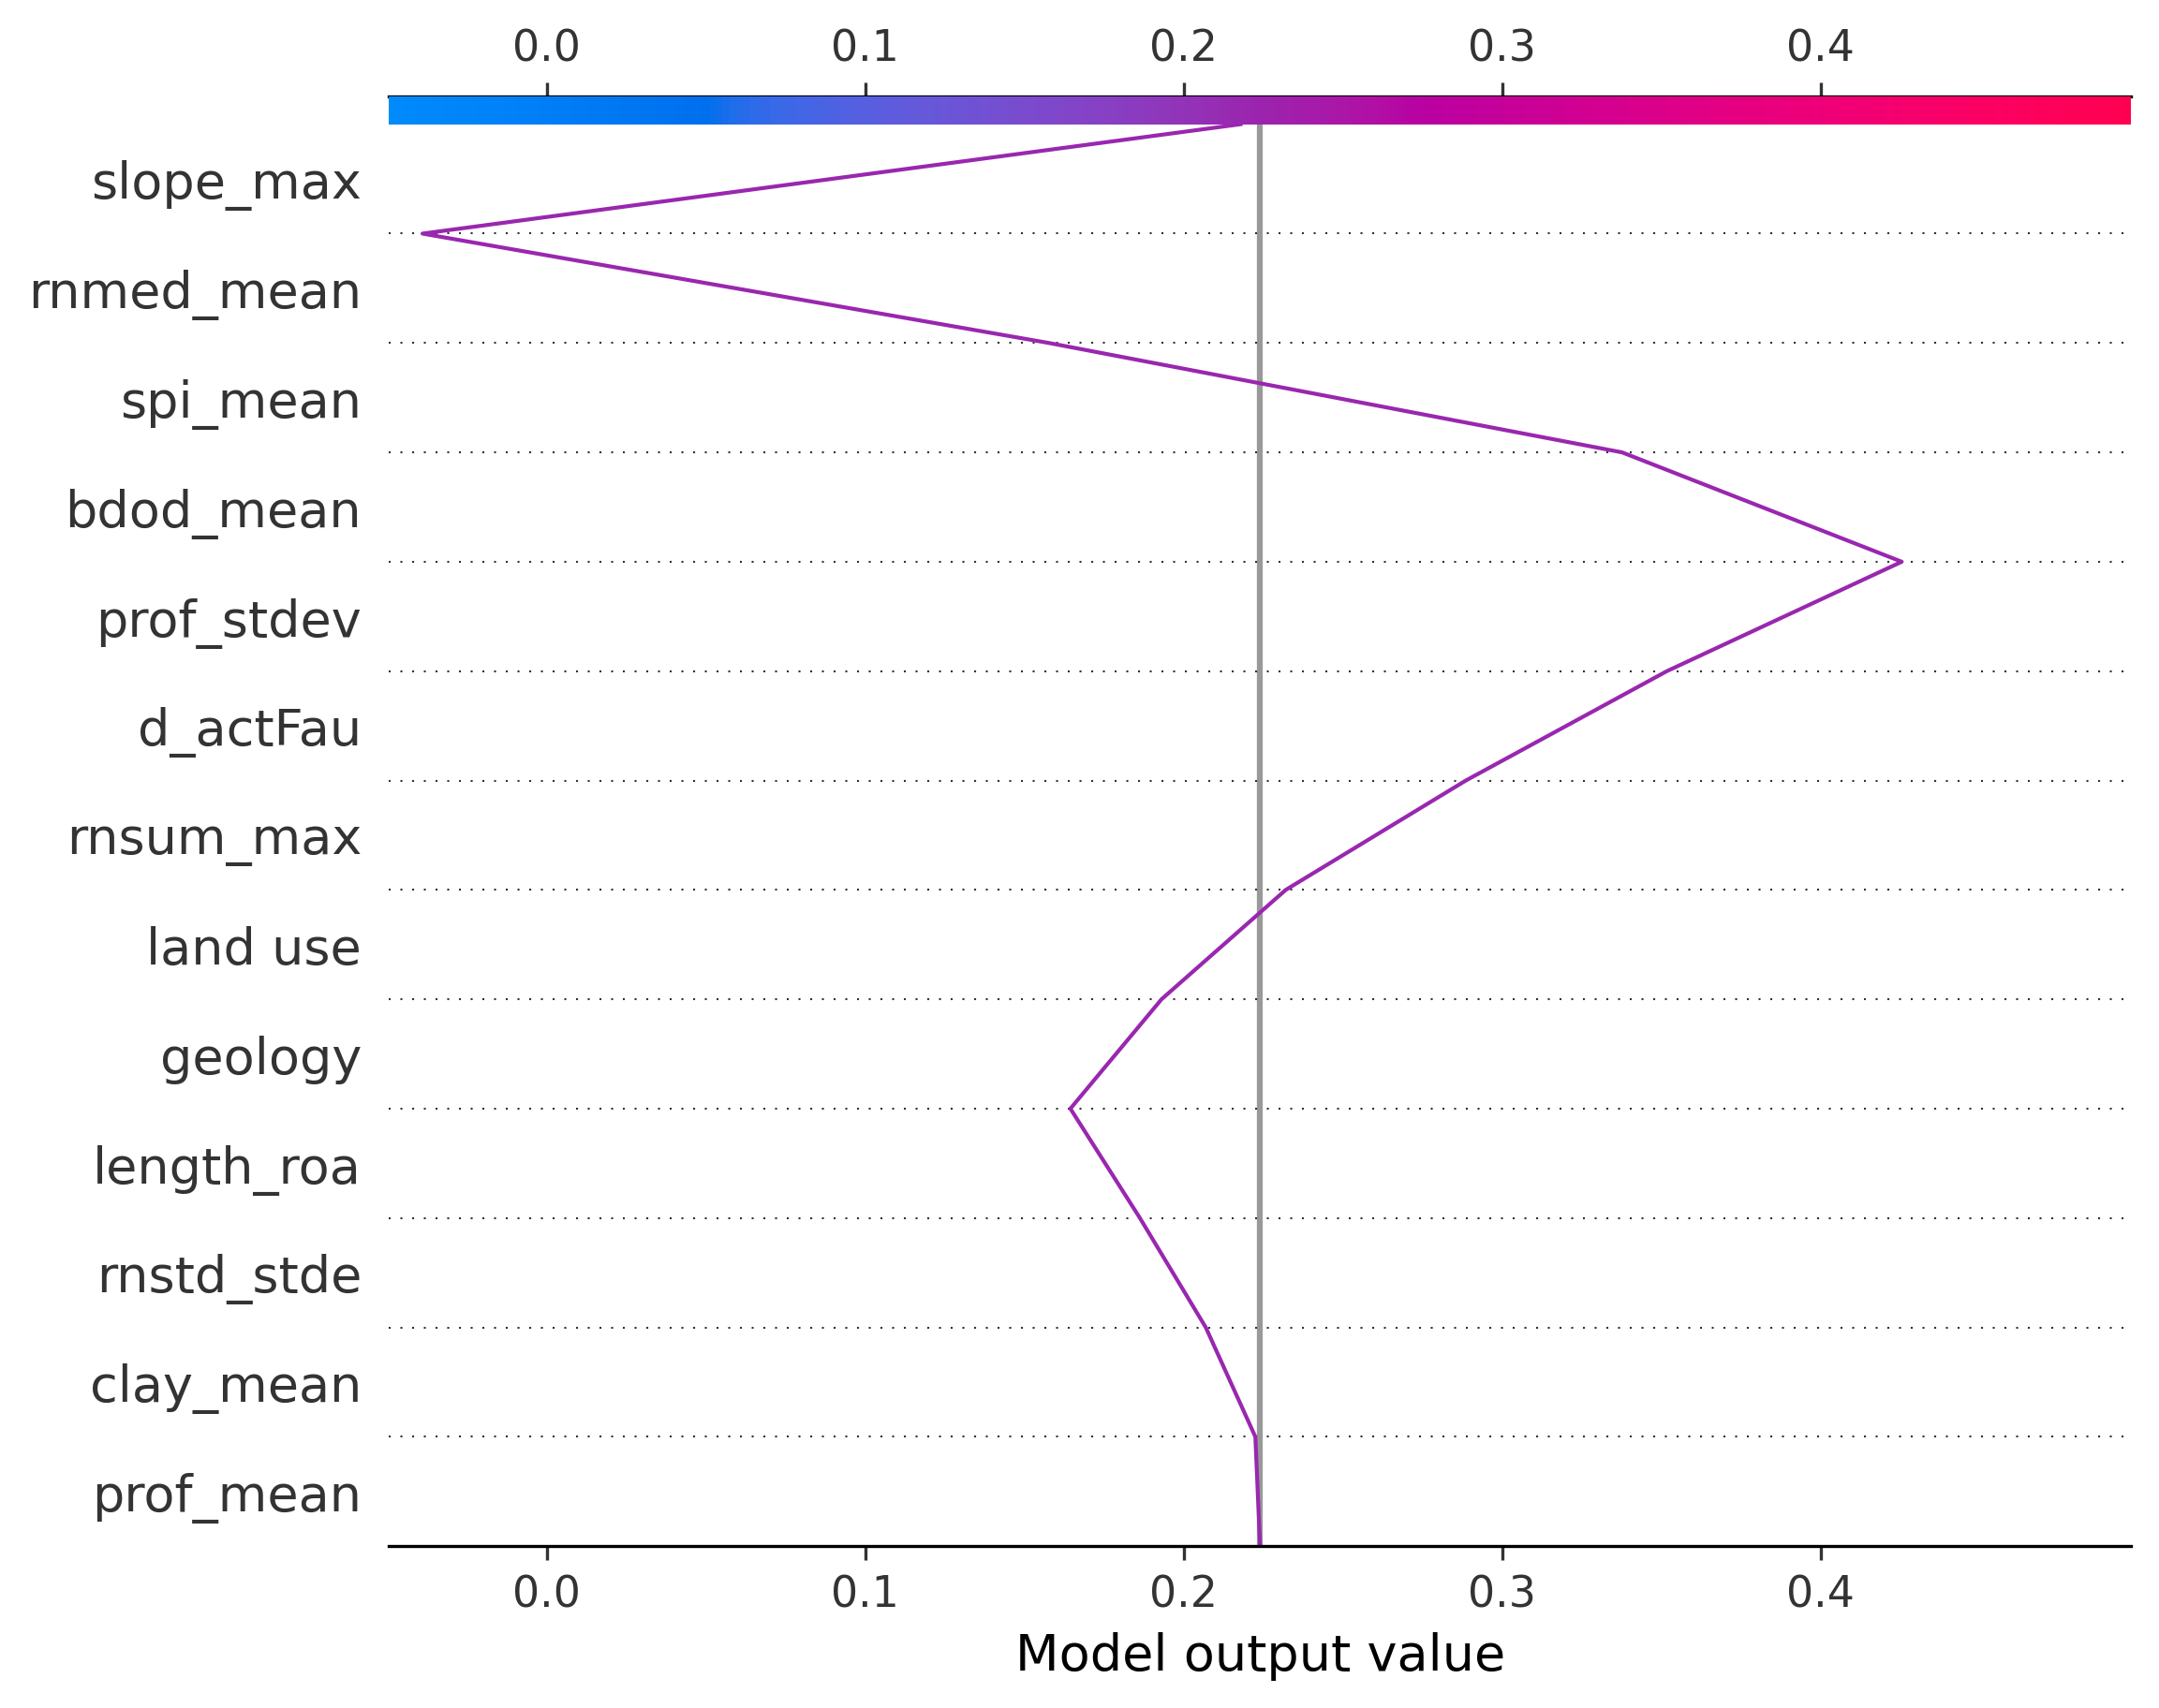 0.0 0.1 0.2 0.3 0.4
slope_max
rnmed_mean
spi_mean
bdod_mean
prof_stdev
d_actFau
rnsum_max
land use
geology
length_roa
rnstd_stde
clay_mean
prof_mean
0.0 0.1 0.2 0.3 0.4
Model output value